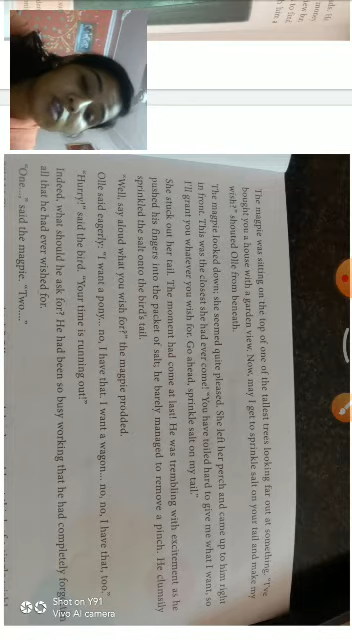 The magpie was sitting on the top of one of the tallest trees looking far out at something. "I've
bought you a house with a garden view. Now, may I get to sprinkle salt on your tail and make my
wish?" shouted Olle from beneath.
The magpie looked down; she seemed quite pleased. She left her perch and came up to him right
in front. This was the closest she had ever come! "You have toiled hard to give me what I want, so
I'll grant you whatever you wish for. Go ahead, sprinkle salt on my tail."
She stuck out her tail. The moment had come at last! He was trembling with excitement as he
pushed his fingers into the packet of salt; he barely managed to remove a pinch. He clumsily
sprinkled the salt onto the bird's tail.
"Well, say aloud what you wish for?" the magpie prodded.
Olle said eagerly: "I want a pony... no, I have that. I want a wagon... no, no, I have that, too."
"Hurry!" said the bird. "Your time is running out!"
Indeed, what should he ask for? He had been so busy working that he had completely
all that he had ever wished for.
"One...," said the magpie. "Two..."
Shot on Y91
Vivo AI camera